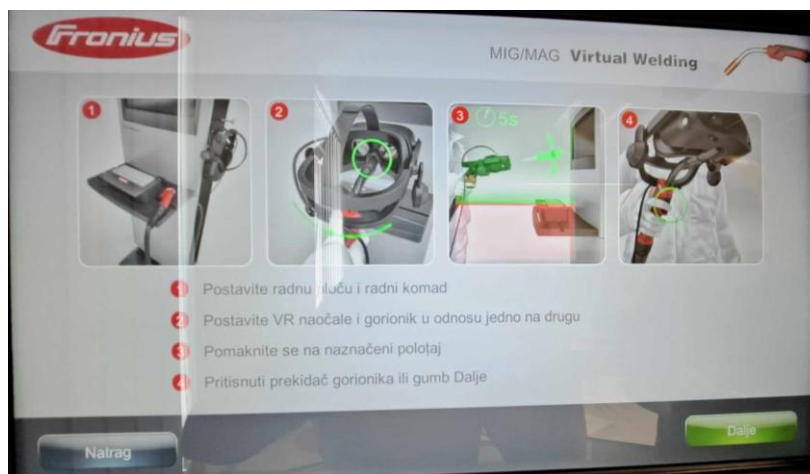 Fronius
MIG/MAG Virtual Welding
1
2
3 5s
4
1 Postavite radnu ploču i radni komad
2 Postavite VR naočale i gorionik u odnosu jedno na drugu
3 Pomaknite se na naznačeni polotaj
4 Pritisnuti prekidač gorionika ili gumb Dalje
Natrag
Dalje